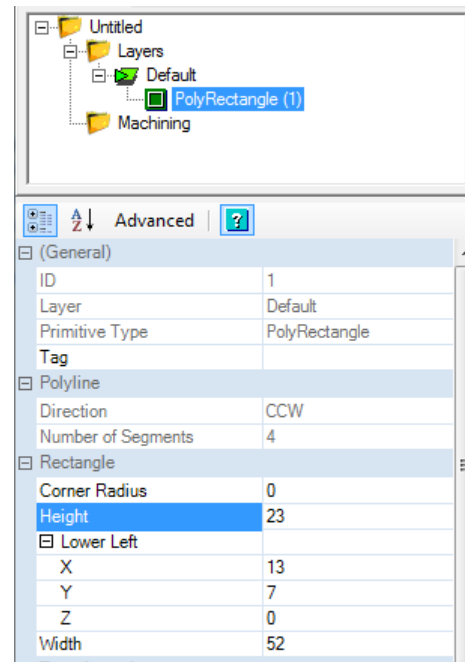 Untitled
Layers
Default
PolyRectangle (1)
Machining
A Z Advanced ?
(General)
ID 1
Layer Default
Primitive Type PolyRectangle
Tag
Polyline
Direction CCW
Number of Segments 4
Rectangle
Corner Radius 0
Height 23
Lower Left
X 13
Y 7
Z 0
Width 52